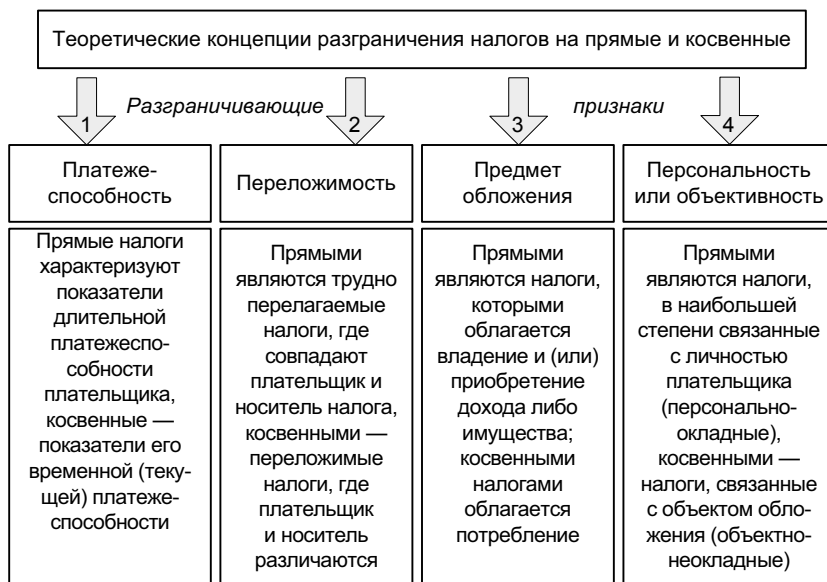 Теоретические концепции разграничения налогов на прямые и косвенные
Разграничивающие признаки
1
2
3
4
Платеже-
способность
Переложимость
Предмет
обложения
Персональность
или объективность
Прямые налоги
характеризуют
показатели
длительной
платежеспо-
собности
плательщика,
косвенные —
показатели его
временной (теку-
щей) платеже-
способности
Прямыми
являются трудно
перелагаемые
налоги, где
совпадают
плательщик и
носитель налога,
косвенными —
переложимые
налоги, где
плательщик
и носитель
различаются
Прямыми
являются налоги,
которыми
облагается
владение и (или)
приобретение
дохода либо
имущества;
косвенными
налогами
облагается
потребление
Прямыми
являются налоги,
в наибольшей
степени связанные
с личностью
плательщика
(персонально-
окладные),
косвенными —
налоги, связанные
с объектом обло-
жения (объектно-
неокладные)